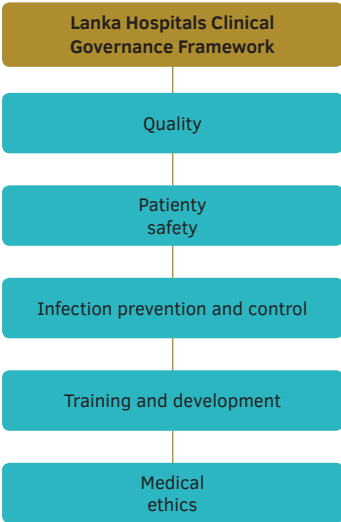 Lanka Hospitals Clinical
Governance Framework
Quality
Patienty
safety
Infection prevention and control
Training and development
Medical
ethics